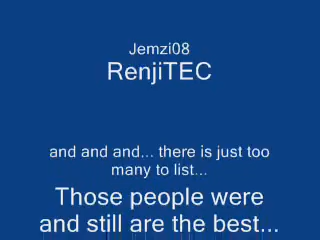 Jemzi08
RenjiTEC
and and and... there is just too
many to list...
Those people were
and still are the best...